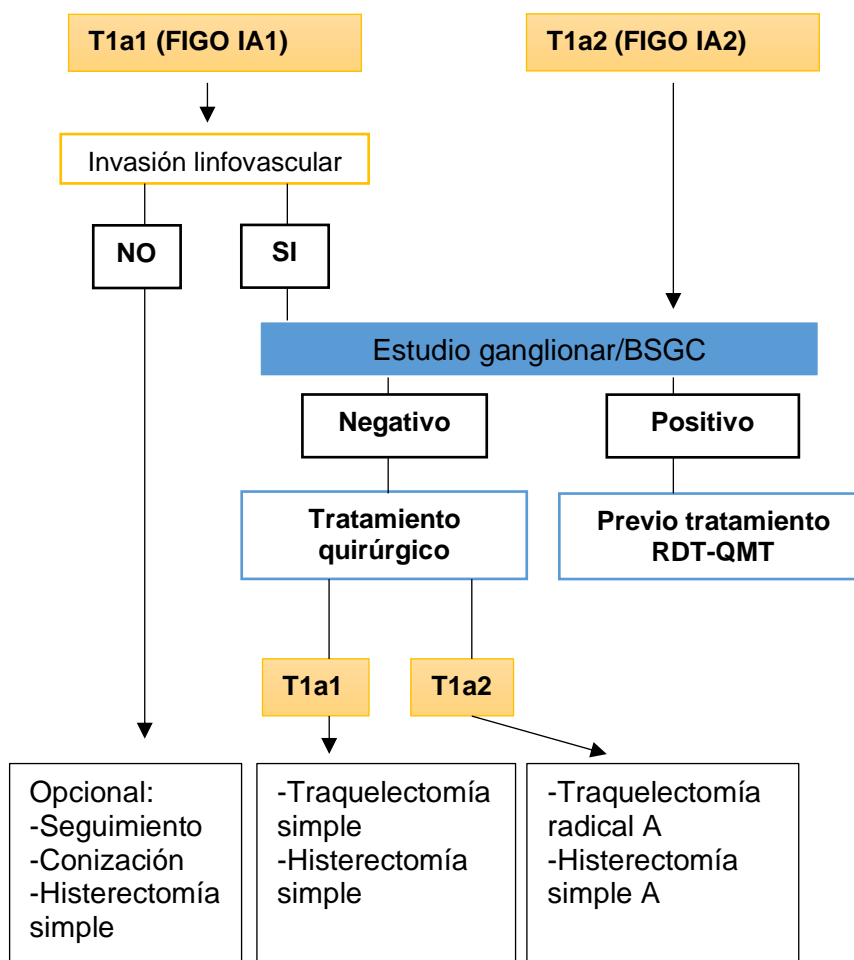 T1a1 (FIGO IA1)
T1a2 (FIGO IA2)
Invasión linfovascular
NO
SI
Estudio ganglionar/BSGC
Negativo
Positivo
Tratamiento
quirúrgico
Previo tratamiento
RDT-QMT
T1a1
T1a2
Opcional:
-Seguimiento
-Conización
-Histerectomía
simple
-Traquelectomía
simple
-Histerectomía
simple
-Traquelectomía
radical A
-Histerectomía
simple A